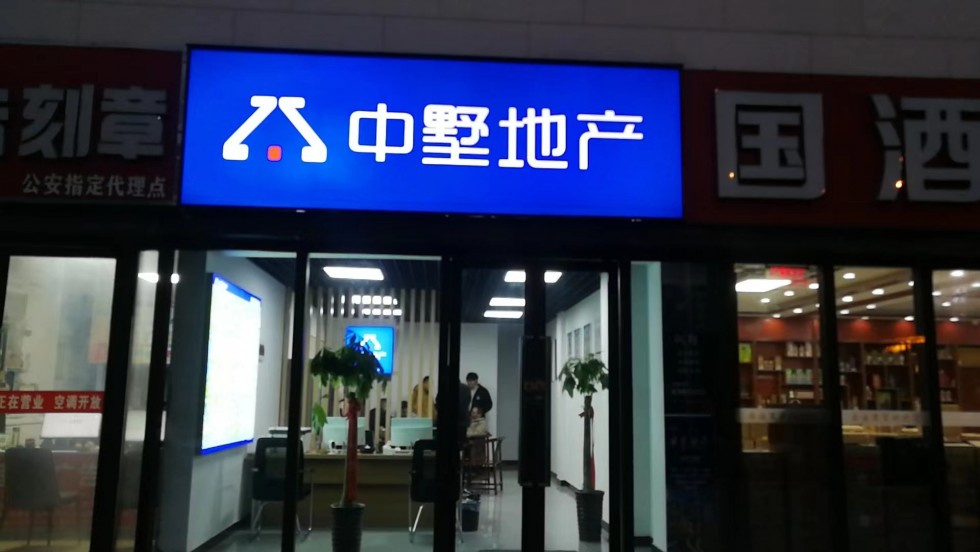 刻章
公安指定代理点
中墅地产
国酒
正在营业 空调开放